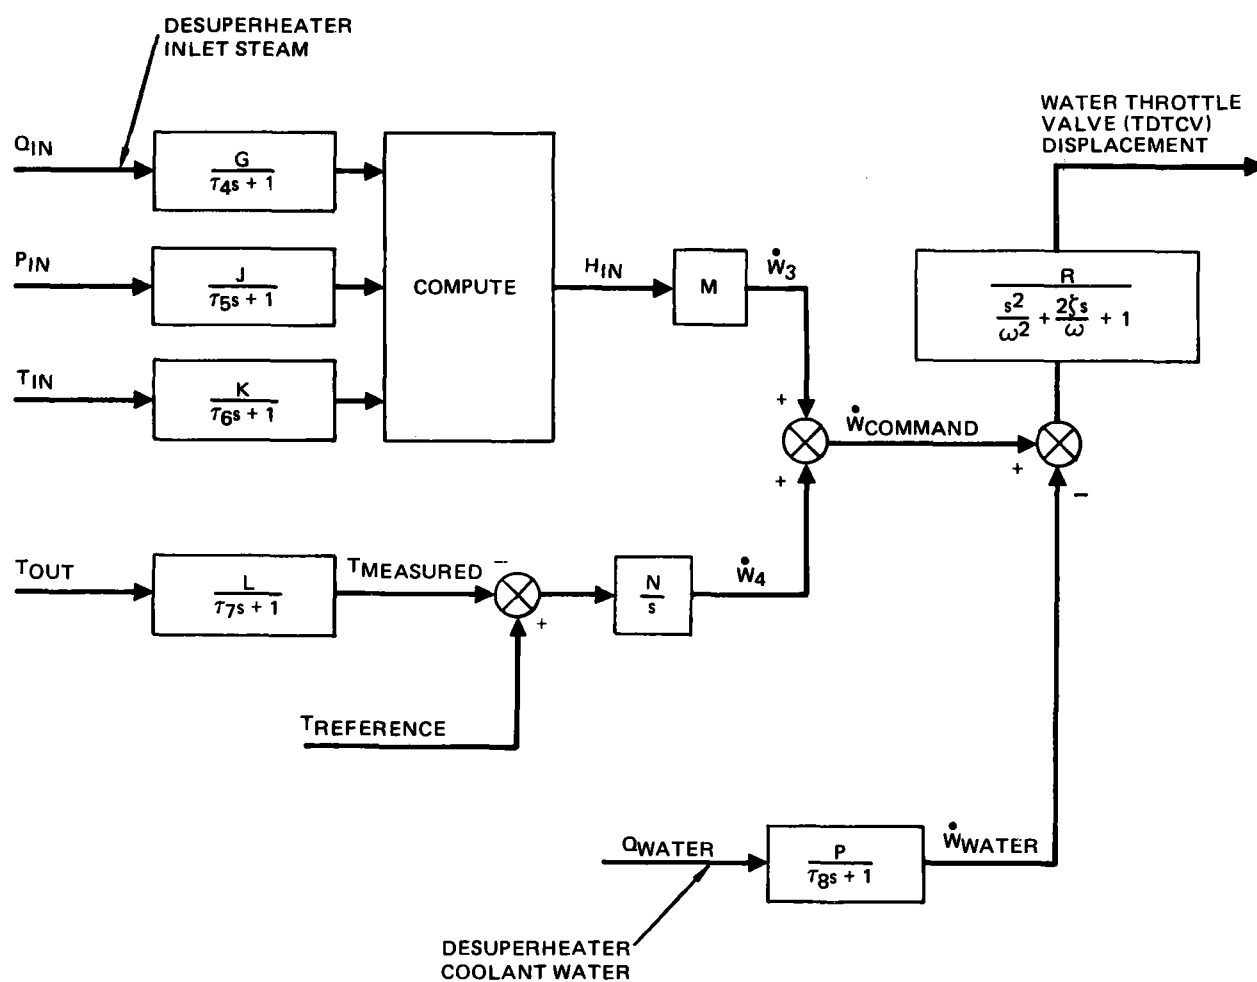 DESUPERHEATER
INLET STEAM
WATER THROTTLE
VALVE (TDTCV)
DISPLACEMENT
QIN
G
τ4s + 1
PIN
J
τ5s + 1
COMPUTE
HIN
M
Ẇ3
R
s2
ω2
+
2ζs
ω
+ 1
TIN
K
τ6s + 1
+
ẆCOMMAND
+
+
−
TOUT
L
τ7s + 1
TMEASURED
−
+
N
s
Ẇ4
TREFERENCE
QWATER
P
τ8s + 1
ẆWATER
DESUPERHEATER
COOLANT WATER